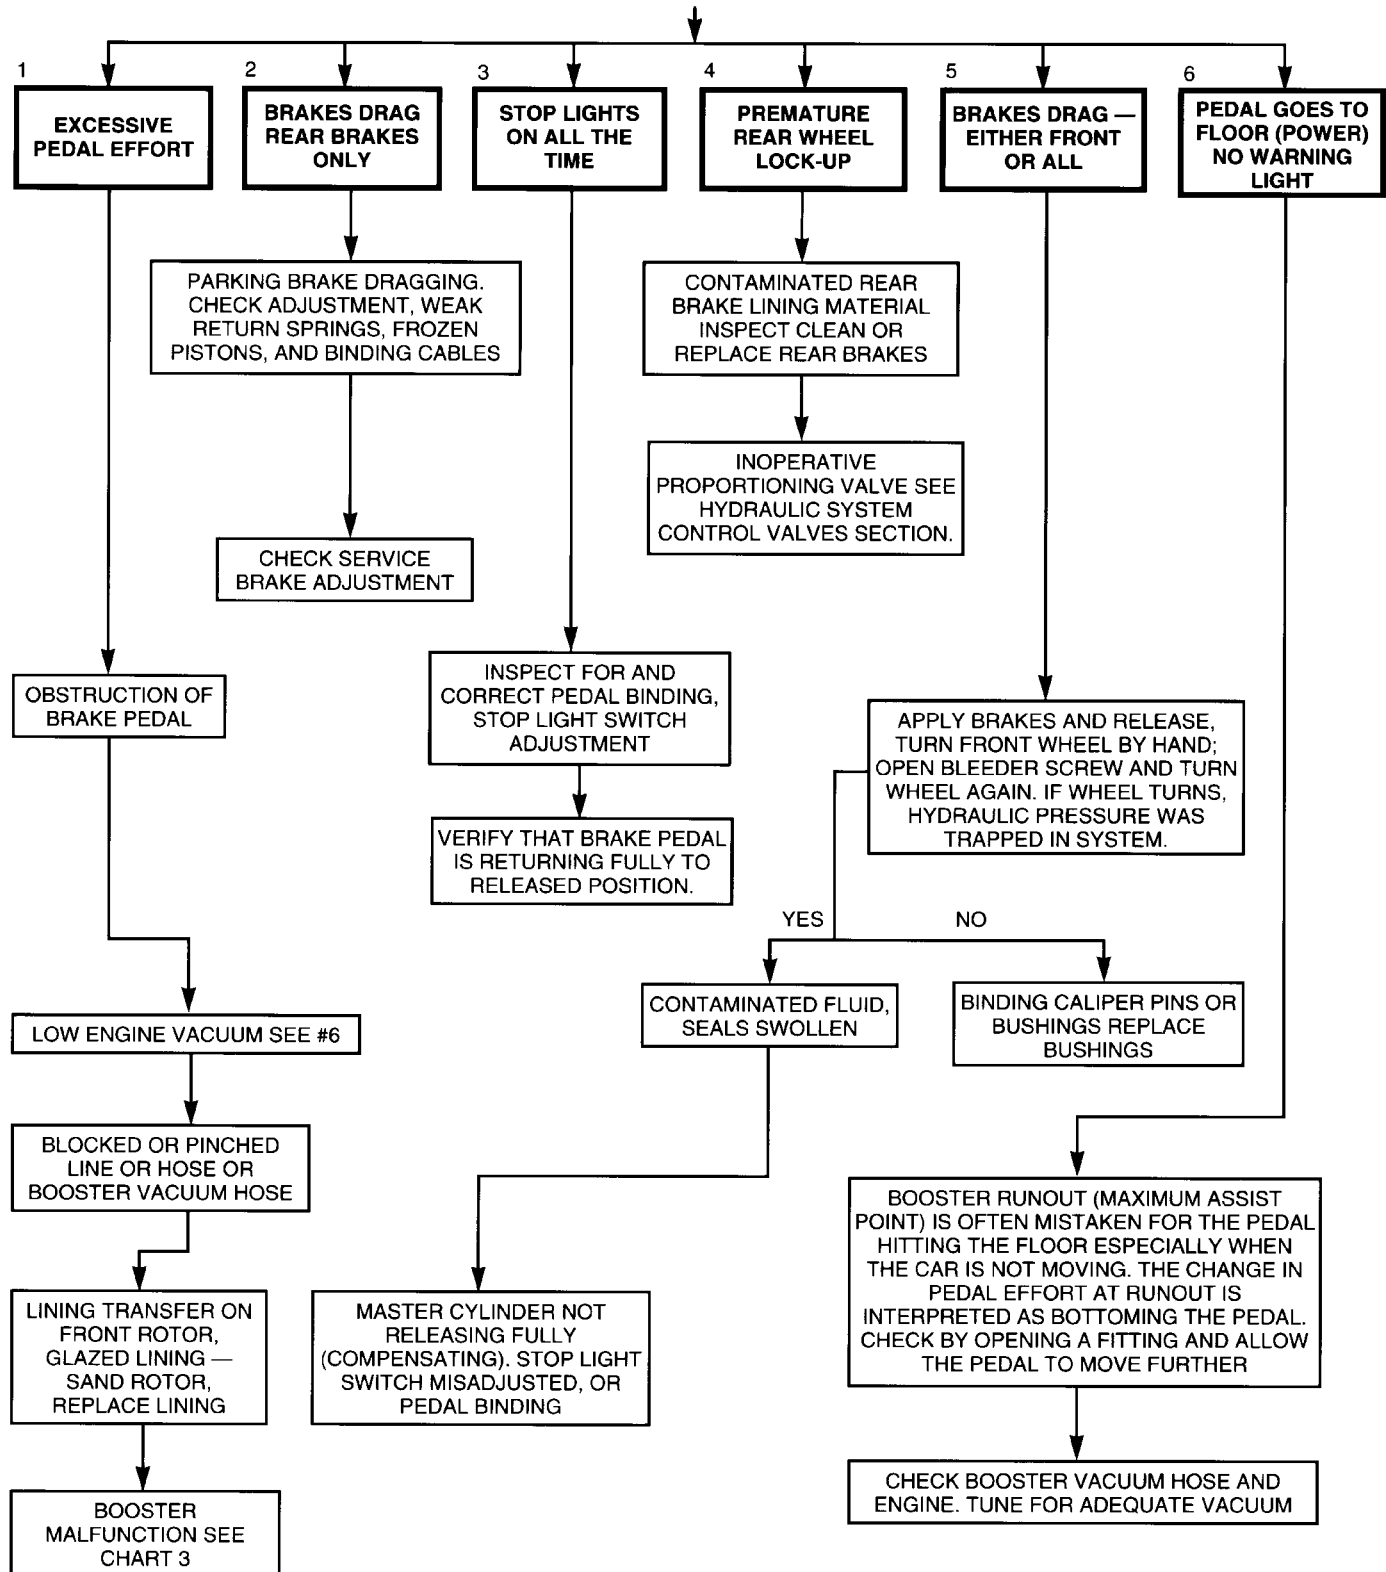 1
EXCESSIVE
PEDAL EFFORT
2
BRAKES DRAG
REAR BRAKES
ONLY
3
STOP LIGHTS
ON ALL THE
TIME
4
PREMATURE
REAR WHEEL
LOCK-UP
5
BRAKES DRAG —
EITHER FRONT
OR ALL
6
PEDAL GOES TO
FLOOR (POWER)
NO WARNING
LIGHT
PARKING BRAKE DRAGGING.
CHECK ADJUSTMENT, WEAK
RETURN SPRINGS, FROZEN
PISTONS, AND BINDING CABLES
CONTAMINATED REAR
BRAKE LINING MATERIAL
INSPECT CLEAN OR
REPLACE REAR BRAKES
INOPERATIVE
PROPORTIONING VALVE SEE
HYDRAULIC SYSTEM
CONTROL VALVES SECTION.
CHECK SERVICE
BRAKE ADJUSTMENT
OBSTRUCTION OF
BRAKE PEDAL
INSPECT FOR AND
CORRECT PEDAL BINDING,
STOP LIGHT SWITCH
ADJUSTMENT
APPLY BRAKES AND RELEASE,
TURN FRONT WHEEL BY HAND;
OPEN BLEEDER SCREW AND TURN
WHEEL AGAIN. IF WHEEL TURNS,
HYDRAULIC PRESSURE WAS
TRAPPED IN SYSTEM.
VERIFY THAT BRAKE PEDAL
IS RETURNING FULLY TO
RELEASED POSITION.
YES
NO
CONTAMINATED FLUID,
SEALS SWOLLEN
BINDING CALIPER PINS OR
BUSHINGS REPLACE
BUSHINGS
LOW ENGINE VACUUM SEE #6
BLOCKED OR PINCHED
LINE OR HOSE OR
BOOSTER VACUUM HOSE
BOOSTER RUNOUT (MAXIMUM ASSIST
POINT) IS OFTEN MISTAKEN FOR THE PEDAL
HITTING THE FLOOR ESPECIALLY WHEN
THE CAR IS NOT MOVING. THE CHANGE IN
PEDAL EFFORT AT RUNOUT IS
INTERPRETED AS BOTTOMING THE PEDAL.
CHECK BY OPENING A FITTING AND ALLOW
THE PEDAL TO MOVE FURTHER
LINING TRANSFER ON
FRONT ROTOR,
GLAZED LINING —
SAND ROTOR,
REPLACE LINING
MASTER CYLINDER NOT
RELEASING FULLY
(COMPENSATING). STOP LIGHT
SWITCH MISADJUSTED, OR
PEDAL BINDING
CHECK BOOSTER VACUUM HOSE AND
ENGINE. TUNE FOR ADEQUATE VACUUM
BOOSTER
MALFUNCTION SEE
CHART 3